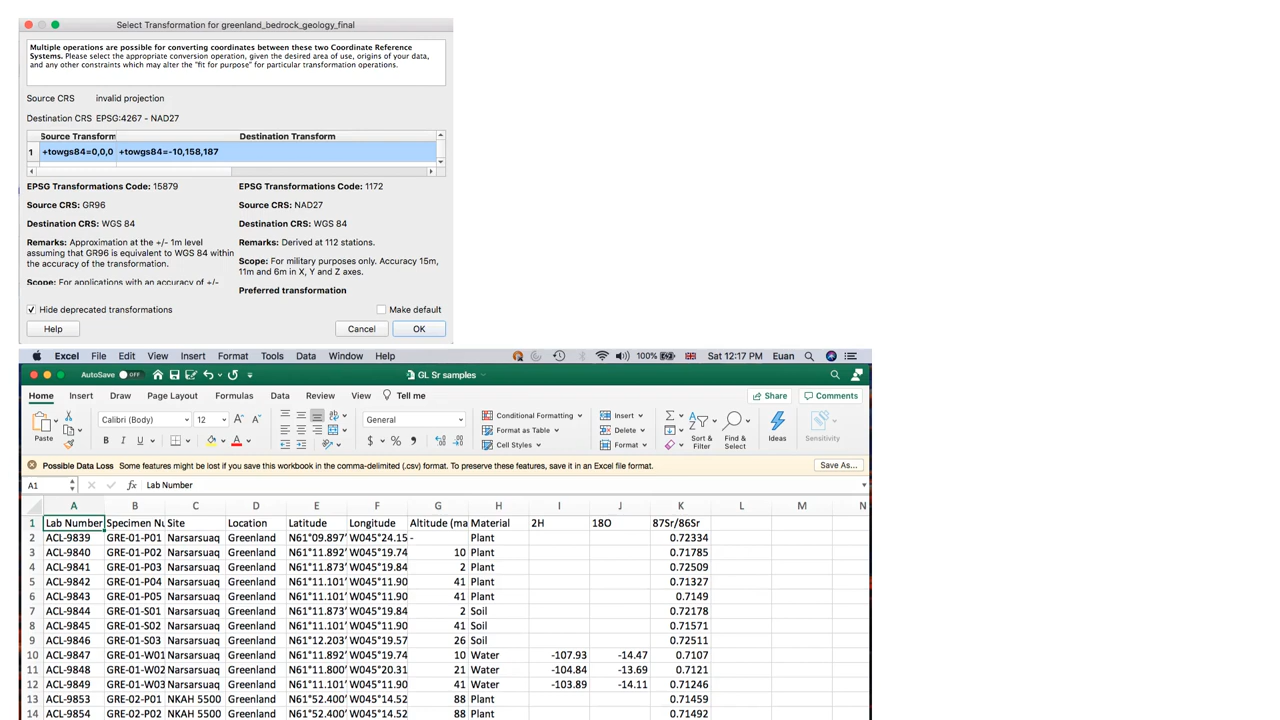 Select Transformation for greenland_bedrock_geology_final
Multiple operations are possible for converting coordinates between these two Coordinate Reference
Systems. Please select the appropriate conversion operation, given the desired area of use, origins of your data,
and any other constraints which may alter the "fit for purpose" for particular transformation operations.
Source CRS invalid projection
Destination CRS EPSG:4267 - NAD27
Source Transform Destination Transform
1 +towgs84=0,0,0 +towgs84=-10,158,187
EPSG Transformations Code: 15879 EPSG Transformations Code: 1172
Source CRS: GR96 Source CRS: NAD27
Destination CRS: WGS 84 Destination CRS: WGS 84
Remarks: Approximation at the +/- 1m level Remarks: Derived at 112 stations.
assuming that GR96 is equivalent to WGS 84 within Scope: For military purposes only. Accuracy 15m,
the accuracy of the transformation. 11m and 6m in X, Y and Z axes.
Scope: For applications with an accuracy of +/- Preferred transformation
Hide deprecated transformations Make default
Help Cancel OK
Excel File Edit View Insert Format Tools Data Window Help 100% Sat 12:17 PM Euan
AutoSave OFF GL Sr samples
Home Insert Draw Page Layout Formulas Data Review View Tell me Share Comments
Calibri (Body) 12 A^ A˅ General Conditional Formatting Insert
Paste Format as Table Delete Sort & Filter Find & Select Ideas Sensitivity
B I U A $ % , Cell Styles Format
Possible Data Loss Some features might be lost if you save this workbook in the comma-delimited (.csv) format. To preserve these features, save it in an Excel file format. Save As...
A1 fx Lab Number
A B C D E F G H I J K L M N
1 Lab Number Specimen Nu Site Location Latitude Longitude Altitude (ma Material 2H 18O 87Sr/86Sr
2 ACL-9839 GRE-01-P01 Narsarsuaq Greenland N61°09.897' W045°24.15 - Plant 0.72334
3 ACL-9840 GRE-01-P02 Narsarsuaq Greenland N61°11.892' W045°19.74 10 Plant 0.71785
4 ACL-9841 GRE-01-P03 Narsarsuaq Greenland N61°11.873' W045°19.84 2 Plant 0.72509
5 ACL-9842 GRE-01-P04 Narsarsuaq Greenland N61°11.101' W045°11.90 41 Plant 0.71327
6 ACL-9843 GRE-01-P05 Narsarsuaq Greenland N61°11.101' W045°11.90 41 Plant 0.7149
7 ACL-9844 GRE-01-S01 Narsarsuaq Greenland N61°11.873' W045°19.84 2 Soil 0.72178
8 ACL-9845 GRE-01-S02 Narsarsuaq Greenland N61°11.101' W045°11.90 41 Soil 0.71571
9 ACL-9846 GRE-01-S03 Narsarsuaq Greenland N61°12.203' W045°19.57 26 Soil 0.72511
10 ACL-9847 GRE-01-W01 Narsarsuaq Greenland N61°11.892' W045°19.74 10 Water -107.93 -14.47 0.7107
11 ACL-9848 GRE-01-W02 Narsarsuaq Greenland N61°11.800' W045°20.31 21 Water -104.84 -13.69 0.7121
12 ACL-9849 GRE-01-W03 Narsarsuaq Greenland N61°11.101' W045°11.90 41 Water -103.89 -14.11 0.71246
13 ACL-9853 GRE-02-P01 NKAH 5500 Greenland N61°52.400' W045°14.52 88 Plant 0.71459
14 ACL-9854 GRE-02-P02 NKAH 5500 Greenland N61°52.400' W045°14.52 88 Plant 0.71492